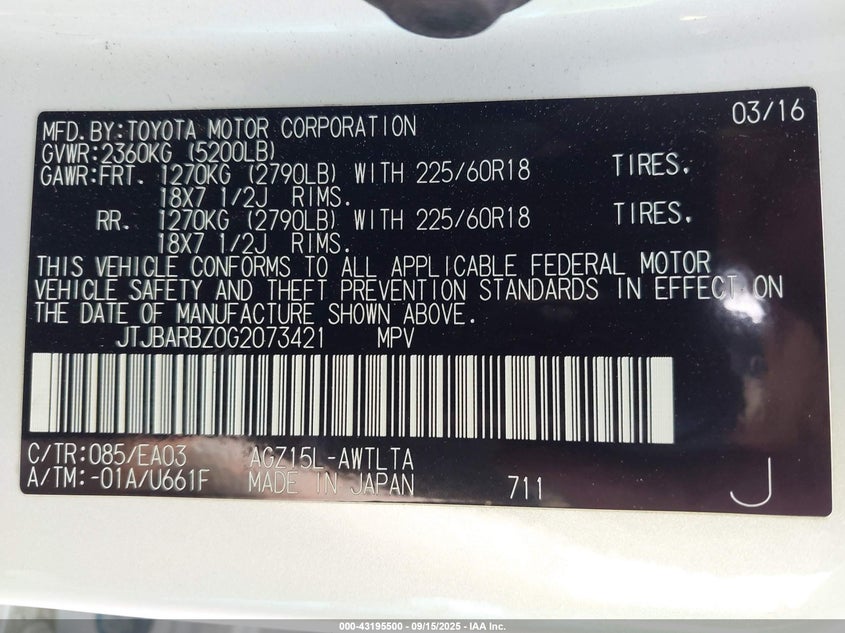 03/16
MFD.BY:TOYOTA MOTOR CORPORATION
GVWR:2360KG (5200LB)
GAWR:FRT. 1270KG (2790LB) WITH 225/60R18 TIRES.
18X7 1/2J RIMS.
RR. 1270KG (2790LB) WITH 225/60R18 TIRES.
18X7 1/2J RIMS.
THIS VEHICLE CONFORMS TO ALL APPLICABLE FEDERAL MOTOR
VEHICLE SAFETY AND THEFT PREVENTION STANDARDS IN EFFECT ON
THE DATE OF MANUFACTURE SHOWN ABOVE.
JTJBARBZ0G2073421 MPV
C/TR:085/EA03 AGZ15L-AWTLTA
A/TM:-01A/U661F MADE IN JAPAN 711 J
000-43195500 - 09/15/2025 - IAA Inc.